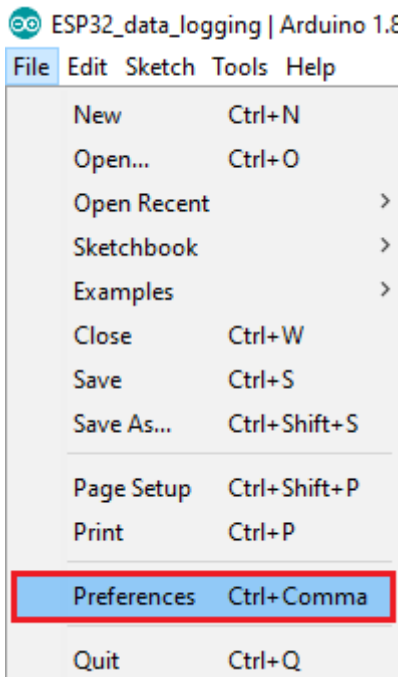 ESP32_data_logging | Arduino 1.8
File Edit Sketch Tools Help
New Ctrl+N
Open... Ctrl+O
Open Recent >
Sketchbook >
Examples >
Close Ctrl+W
Save Ctrl+S
Save As... Ctrl+Shift+S
Page Setup Ctrl+Shift+P
Print Ctrl+P
Preferences Ctrl+Comma
Quit Ctrl+Q